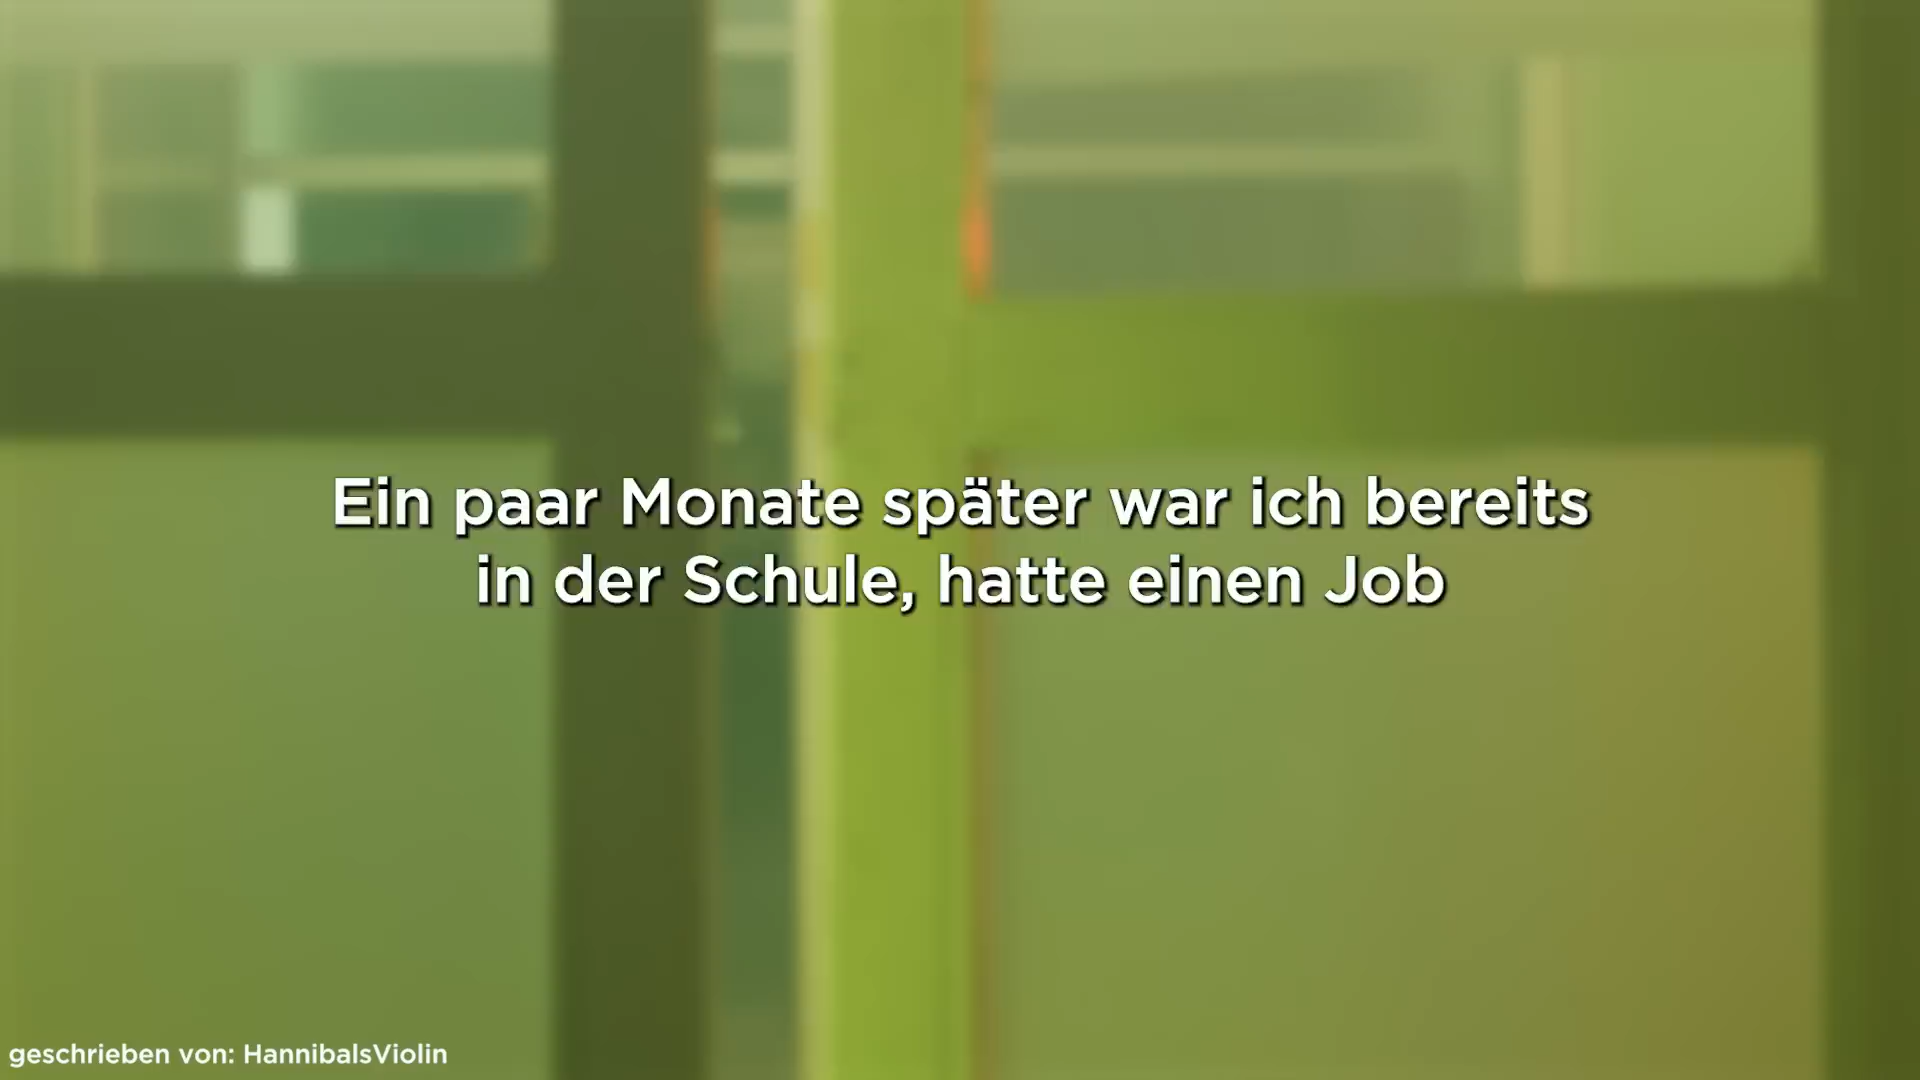 Ein paar Monate später war ich bereits
in der Schule, hatte einen Job
geschrieben von: HannibalsViolin